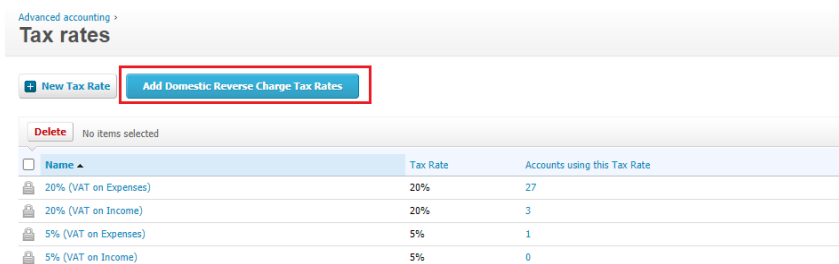 Advanced accounting ›
Tax rates
New Tax Rate Add Domestic Reverse Charge Tax Rates
Delete No items selected
Name Tax Rate Accounts using this Tax Rate
20% (VAT on Expenses) 20% 27
20% (VAT on Income) 20% 3
5% (VAT on Expenses) 5% 1
5% (VAT on Income) 5% 0